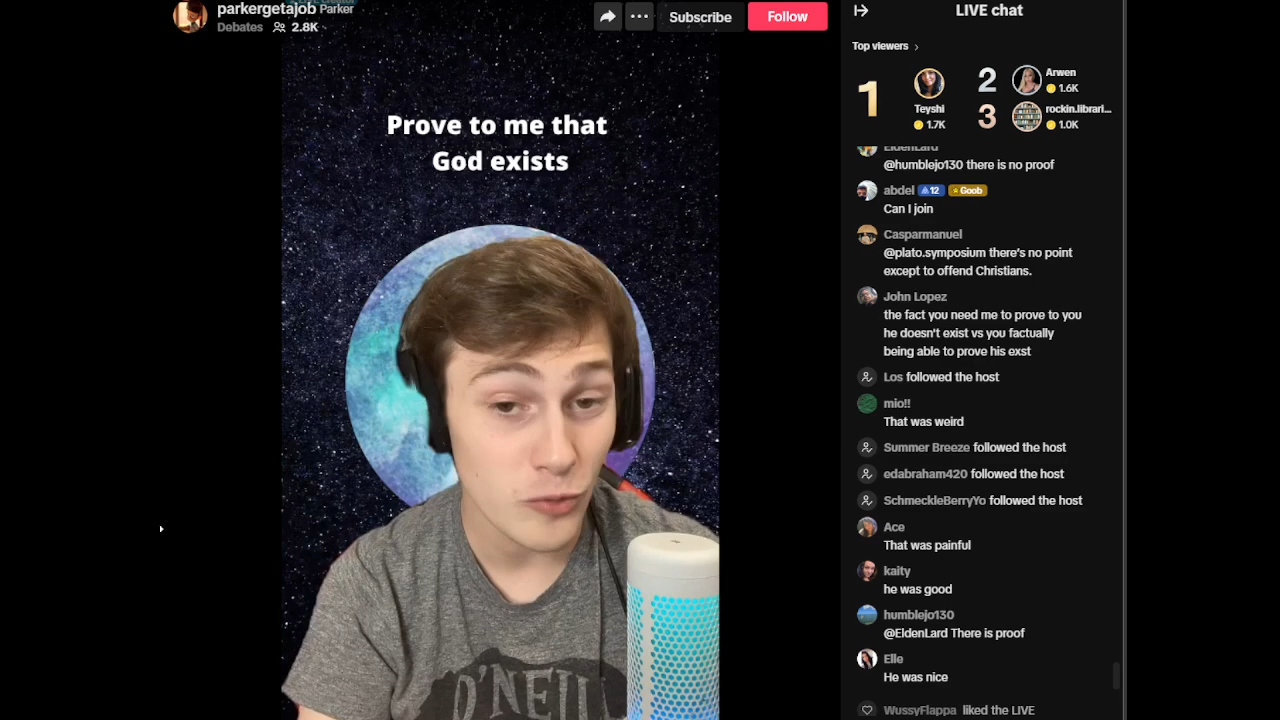 parkergetajob Parker
Debates 2.8K
Subscribe
Follow
LIVE chat
Top viewers
1
Teyshi
1.7K
2
Arwen
1.6K
3
rockin.librari...
1.0K
Prove to me that
God exists
O'NEILL
EldenLard
@humblejo130 there is no proof
abdel 12 Goob
Can I join
Casparmanuel
@plato.symposium there's no point
except to offend Christians.
John Lopez
the fact you need me to prove to you
he doesn't exist vs you factually
being able to prove his exst
Los followed the host
mio!!
That was weird
Summer Breeze followed the host
edabraham420 followed the host
SchmeckleBerryYo followed the host
Ace
That was painful
kaity
he was good
humblejo130
@EldenLard There is proof
Elle
He was nice
WussyFlappa liked the LIVE